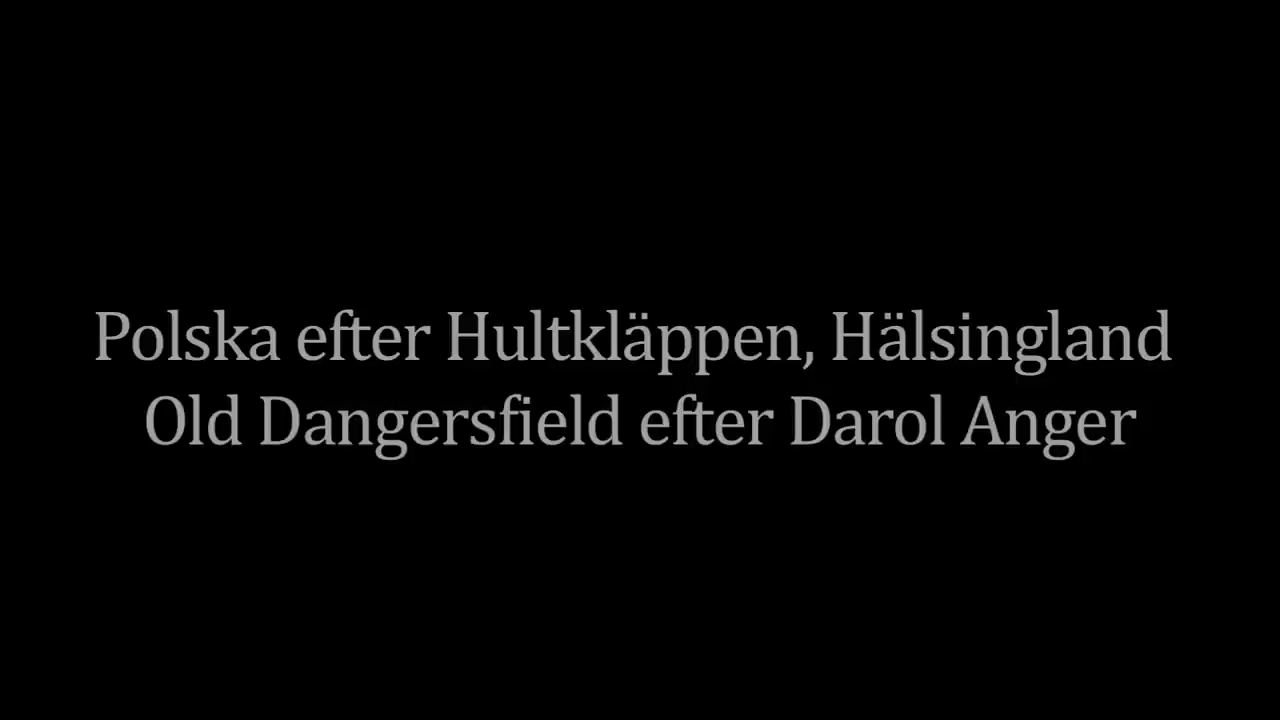 Polska efter Hultkläppen, Hälsingland
Old Dangersfield efter Darol Anger